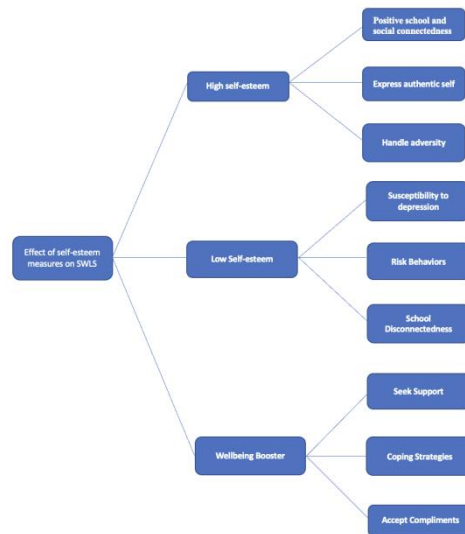 Effect of self-esteem
measures on SWLS
High self-esteem
Positive school and
social connectedness
Express authentic self
Handle adversity
Low Self-esteem
Susceptibility to
depression
Risk Behaviors
School
Disconnectedness
Wellbeing Booster
Seek Support
Coping Strategies
Accept Compliments